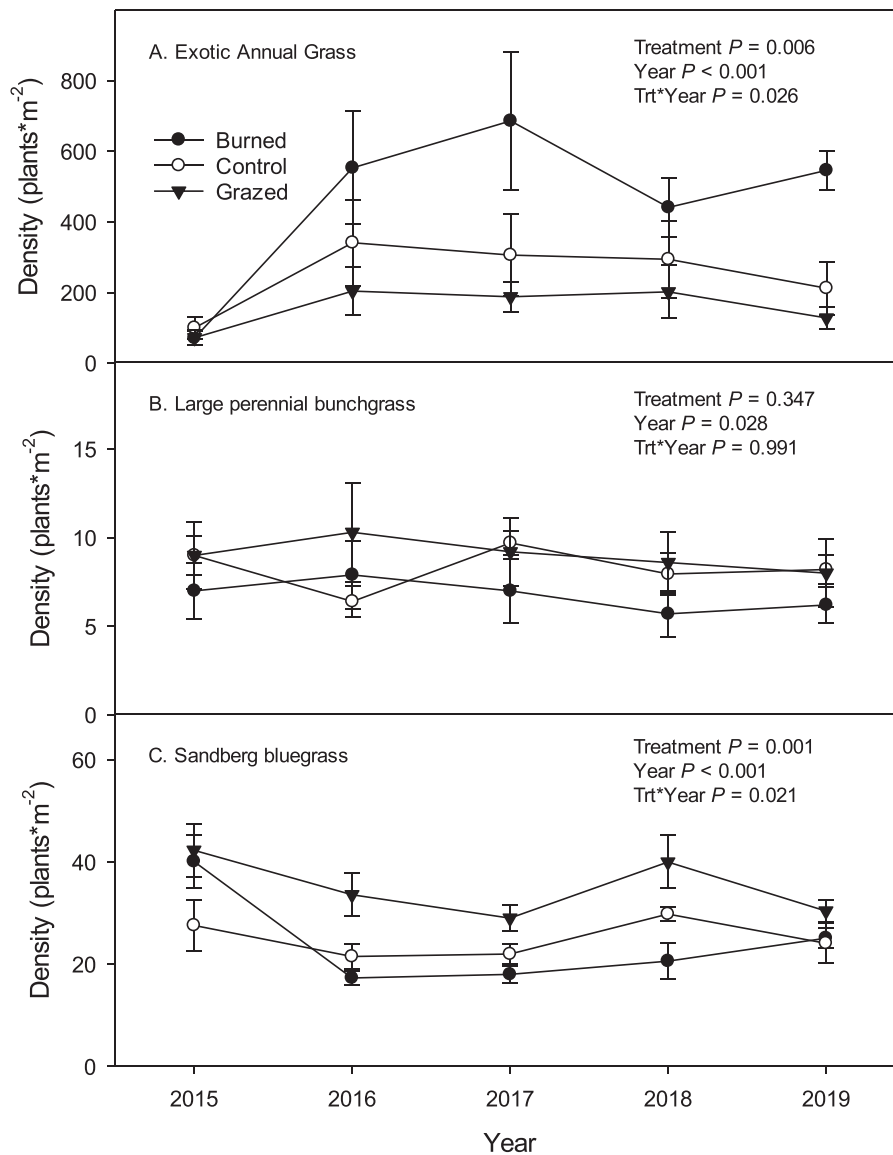 A. Exotic Annual Grass
Treatment P = 0.006
Year P < 0.001
Trt*Year P = 0.026
Burned
Control
Grazed
Density (plants*m-2)
800
600
400
200
0
B. Large perennial bunchgrass
Treatment P = 0.347
Year P = 0.028
Trt*Year P = 0.991
Density (plants*m-2)
15
10
5
0
C. Sandberg bluegrass
Treatment P = 0.001
Year P < 0.001
Trt*Year P = 0.021
Density (plants*m-2)
60
40
20
0
2015 2016 2017 2018 2019
Year